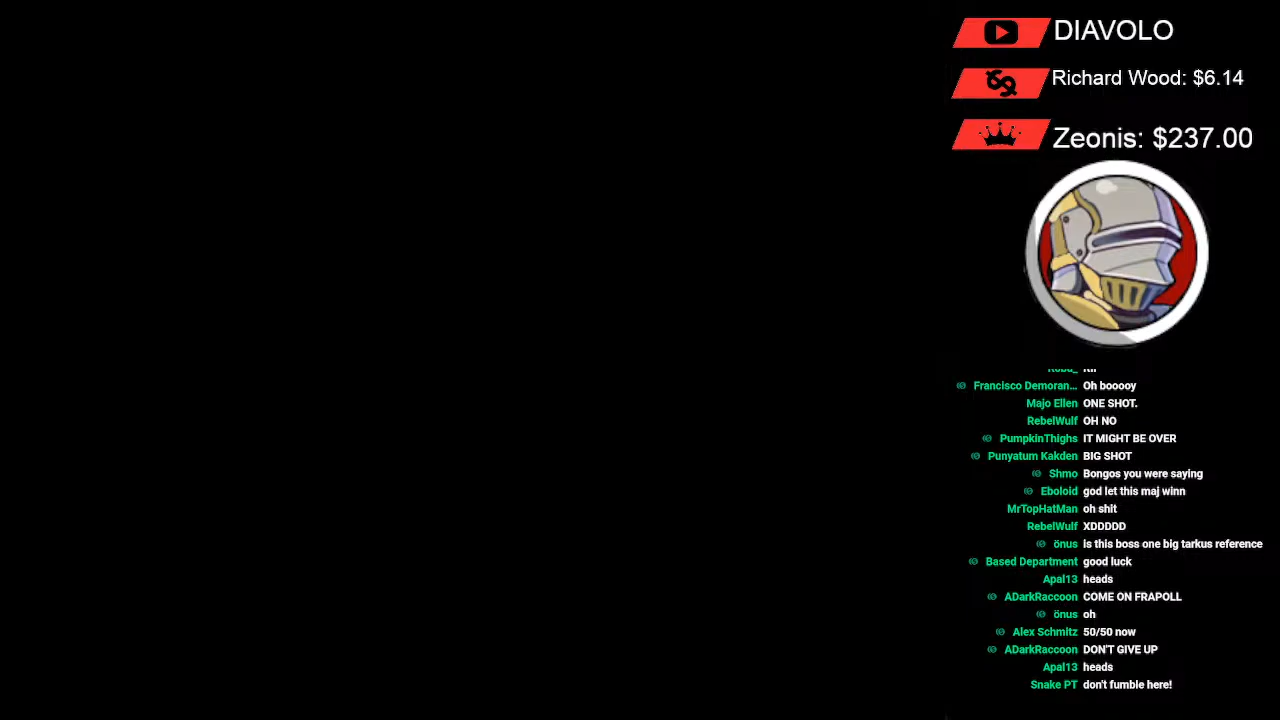 DIAVOLO
Richard Wood: $6.14
Zeonis: $237.00
Francisco Demoran... Oh booooy
Majo Ellen ONE SHOT.
RebelWulf OH NO
PumpkinThighs IT MIGHT BE OVER
Punyatum Kakden BIG SHOT
Shmo Bongos you were saying
Eboloid god let this maj winn
MrTopHatMan oh shit
RebelWulf XDDDDD
önus is this boss one big tarkus reference
Based Department good luck
Apal13 heads
ADarkRaccoon COME ON FRAPOLL
önus oh
Alex Schmitz 50/50 now
ADarkRaccoon DON'T GIVE UP
Apal13 heads
Snake PT don't fumble here!